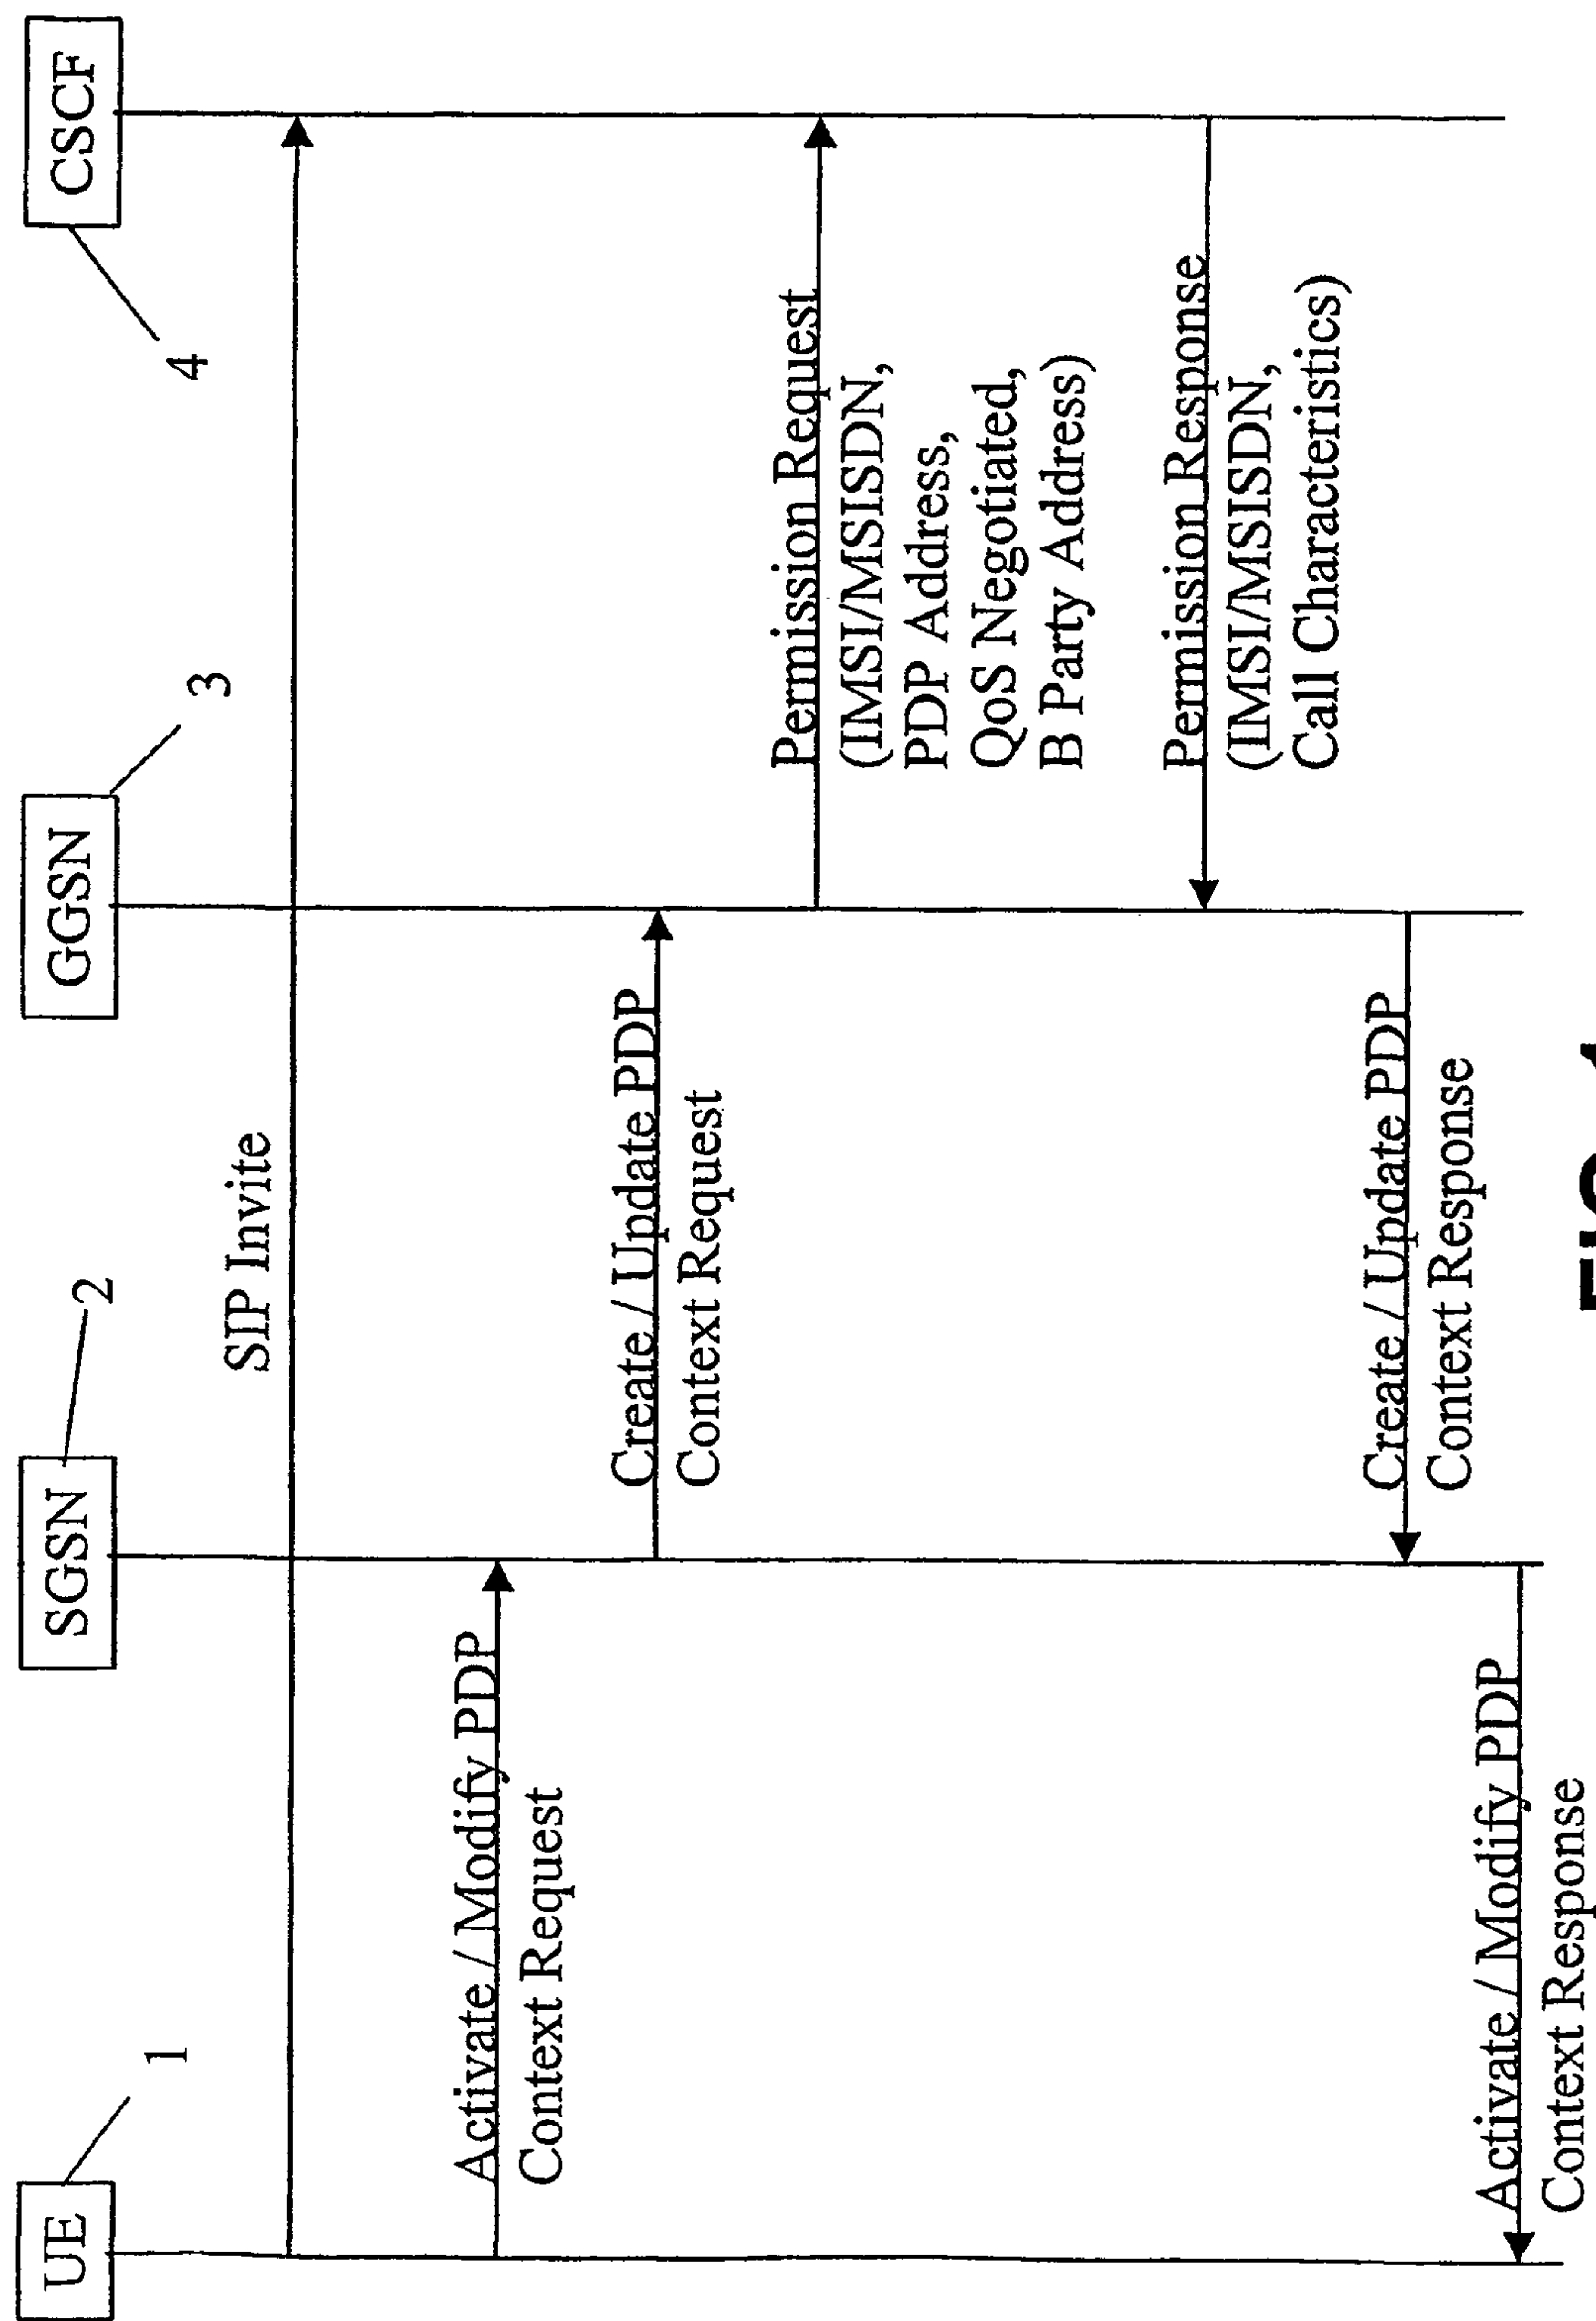 UE
SGSN
GGSN
CSCF
1
2
3
4
SIP Invite
Activate / Modify PDP
Context Request
Create / Update PDP
Context Request
Permission Request
(IMSI/MSISDN,
PDP Address,
QoS Negotiated,
B Party Address)
Permission Response
(IMSI/MSISDN,
Call Characteristics)
Create / Update PDP
Context Response
Activate / Modify PDP
Context Response